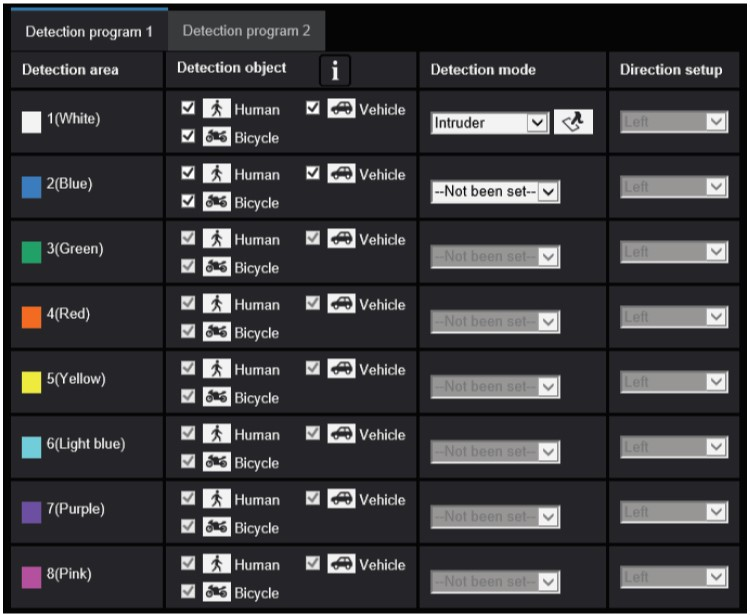 Detection program 1 Detection program 2
Detection area Detection object i Detection mode Direction setup
1(White) Human Vehicle Intruder Left
Bicycle
2(Blue) Human Vehicle --Not been set-- Left
Bicycle
3(Green) Human Vehicle --Not been set-- Left
Bicycle
4(Red) Human Vehicle --Not been set-- Left
Bicycle
5(Yellow) Human Vehicle --Not been set-- Left
Bicycle
6(Light blue) Human Vehicle --Not been set-- Left
Bicycle
7(Purple) Human Vehicle --Not been set-- Left
Bicycle
8(Pink) Human Vehicle --Not been set-- Left
Bicycle